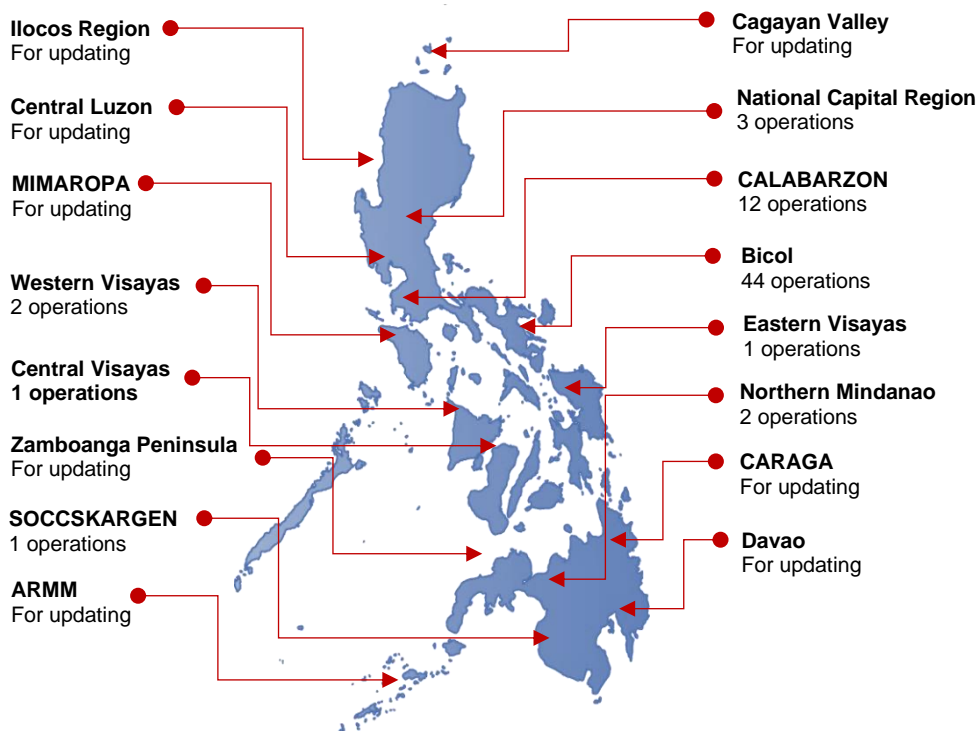 Ilocos Region
For updating
Central Luzon
For updating
MIMAROPA
For updating
Western Visayas
2 operations
Central Visayas
1 operations
Zamboanga Peninsula
For updating
SOCCSKARGEN
1 operations
ARMM
For updating
Cagayan Valley
For updating
National Capital Region
3 operations
CALABARZON
12 operations
Bicol
44 operations
Eastern Visayas
1 operations
Northern Mindanao
2 operations
CARAGA
For updating
Davao
For updating